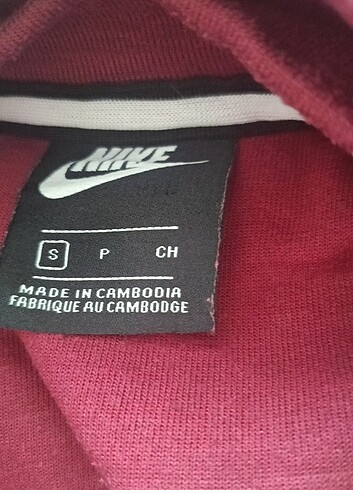 NIKE
S P CH
MADE IN CAMBODIA
FABRIQUE AU CAMBODGE